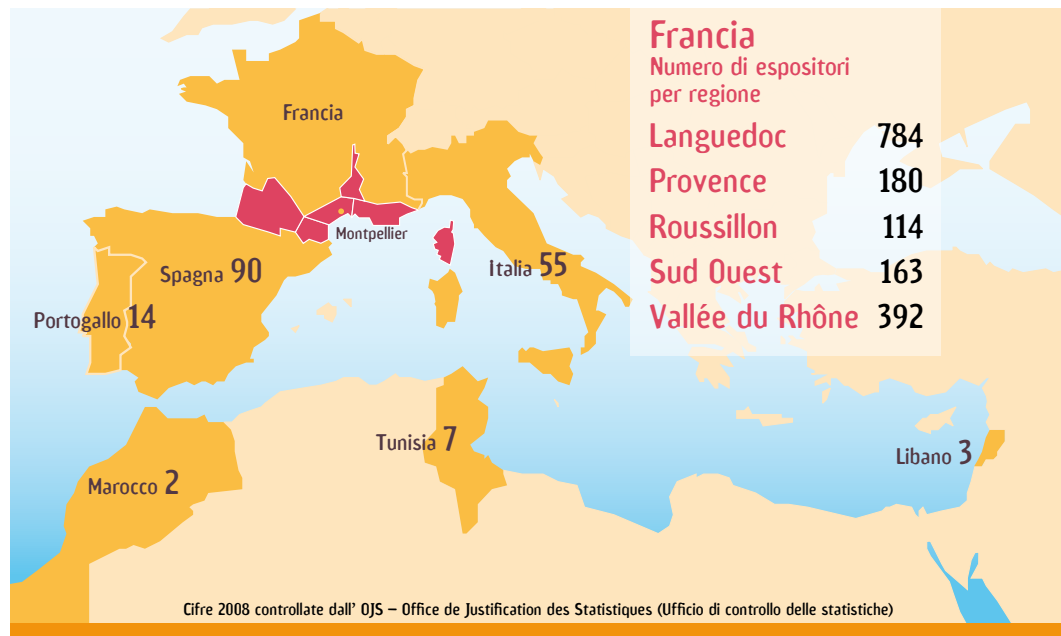 Francia
Numero di espositori
per regione
Languedoc 784
Provence 180
Roussillon 114
Sud Ouest 163
Vallée du Rhône 392
Francia
Montpellier
Spagna 90
Italia 55
Portogallo 14
Tunisia 7
Libano 3
Marocco 2
Cifre 2008 controllate dall' OJS – Office de Justification des Statistiques (Ufficio di controllo delle statistiche)